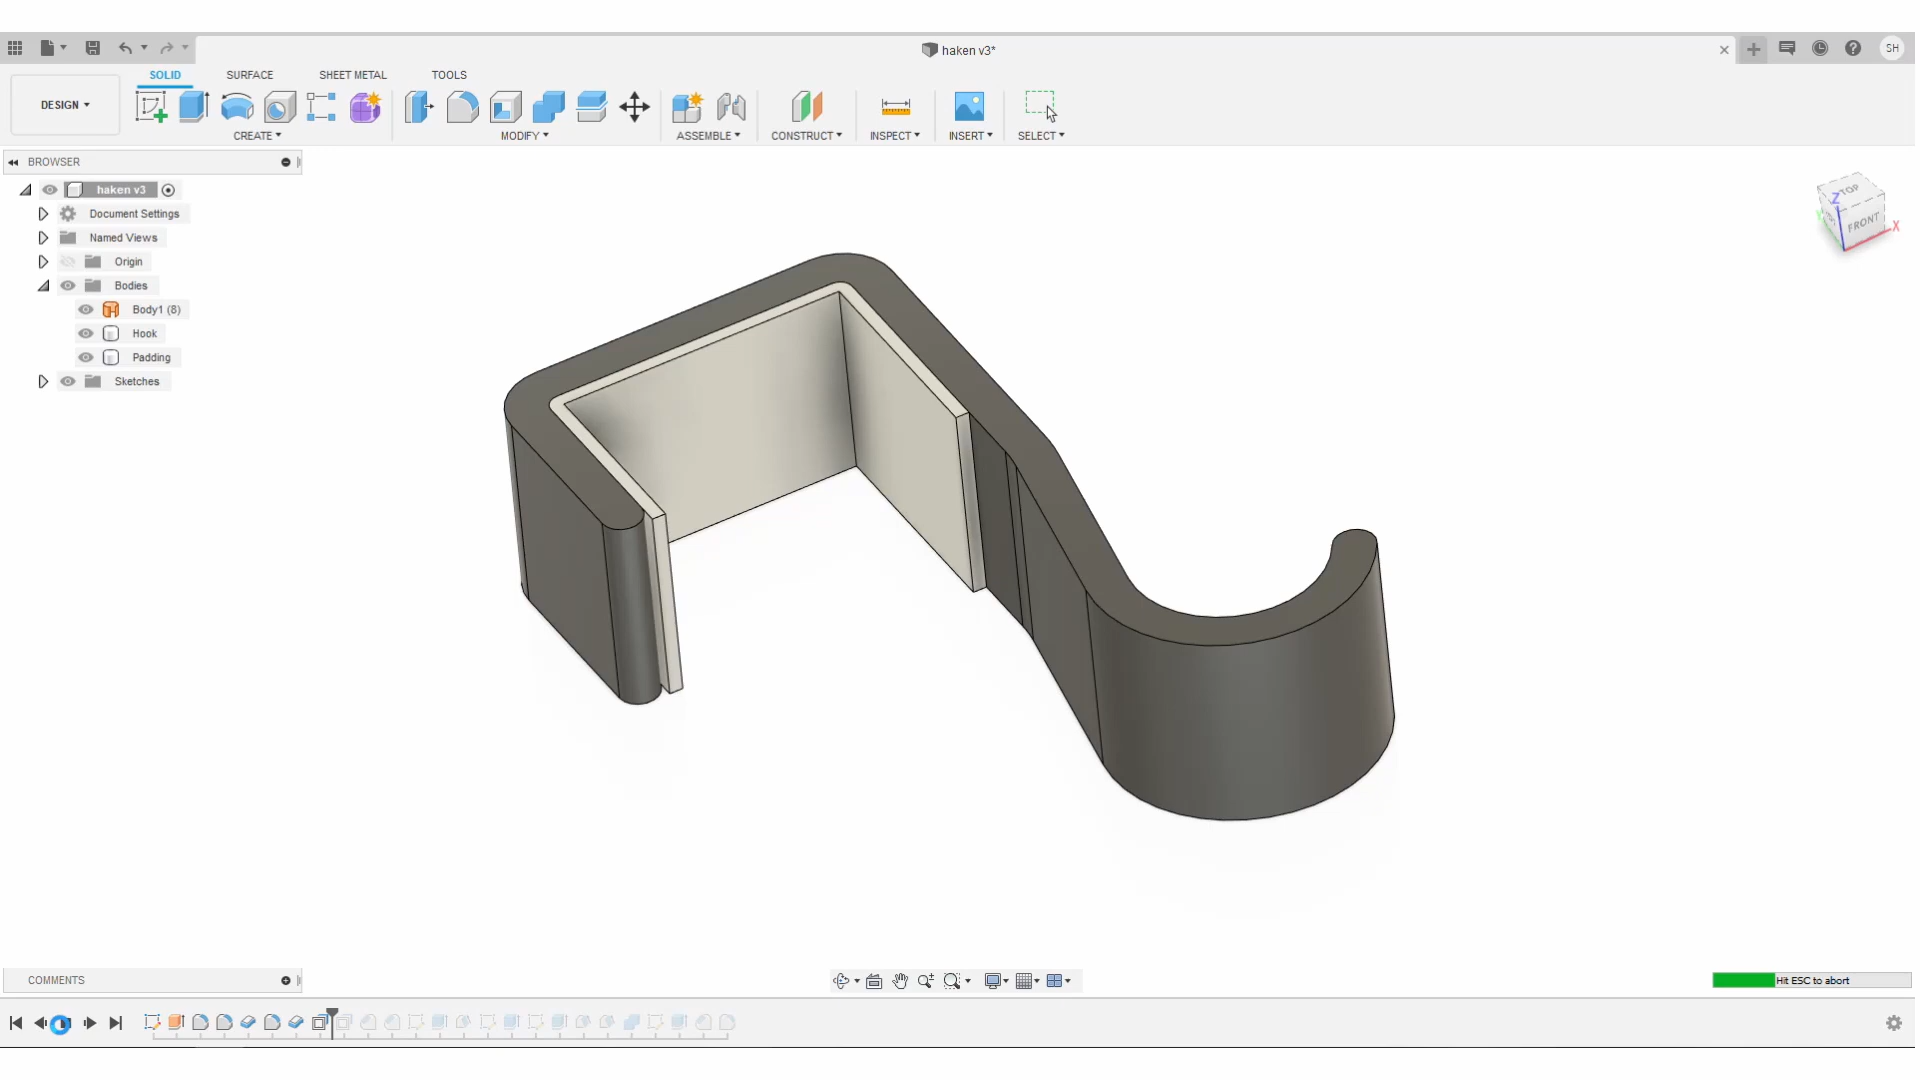 haken v3*
SH
SOLID
SURFACE
SHEET METAL
TOOLS
DESIGN
CREATE
MODIFY
ASSEMBLE
CONSTRUCT
INSPECT
INSERT
SELECT
BROWSER
haken v3
Document Settings
Named Views
Origin
Bodies
Body1 (8)
Hook
Padding
Sketches
TOP
FRONT
Z
X
COMMENTS
Hit ESC to abort